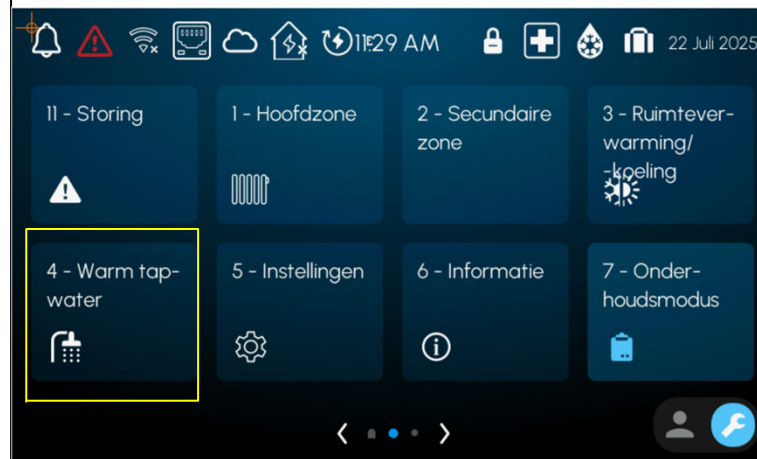 11:29 AM
22 Juli 2025
11 - Storing
1 - Hoofdzone
2 - Secundaire
zone
3 - Ruimtever-
warming/
-koeling
4 - Warm tap-
water
5 - Instellingen
6 - Informatie
7 - Onder-
houdsmodus